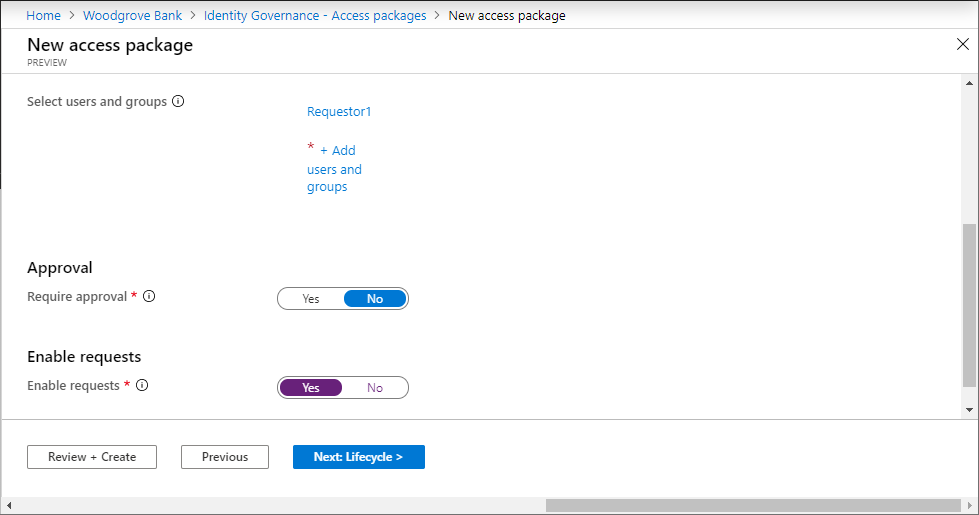 Home > Woodgrove Bank > Identity Governance - Access packages > New access package
New access package
PREVIEW
Select users and groups
Requestor1
* + Add
users and
groups
Approval
Require approval *
Yes No
Enable requests
Enable requests *
Yes No
Review + Create Previous Next: Lifecycle >